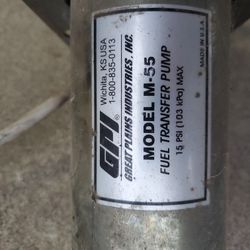 GPI
®
Wichita, KS USA
1-800-835-0113
GREAT PLAINS INDUSTRIES, INC.
MODEL M-55
FUEL TRANSFER PUMP
15 PSI (103 kPa) MAX
MADE IN U.S.A.